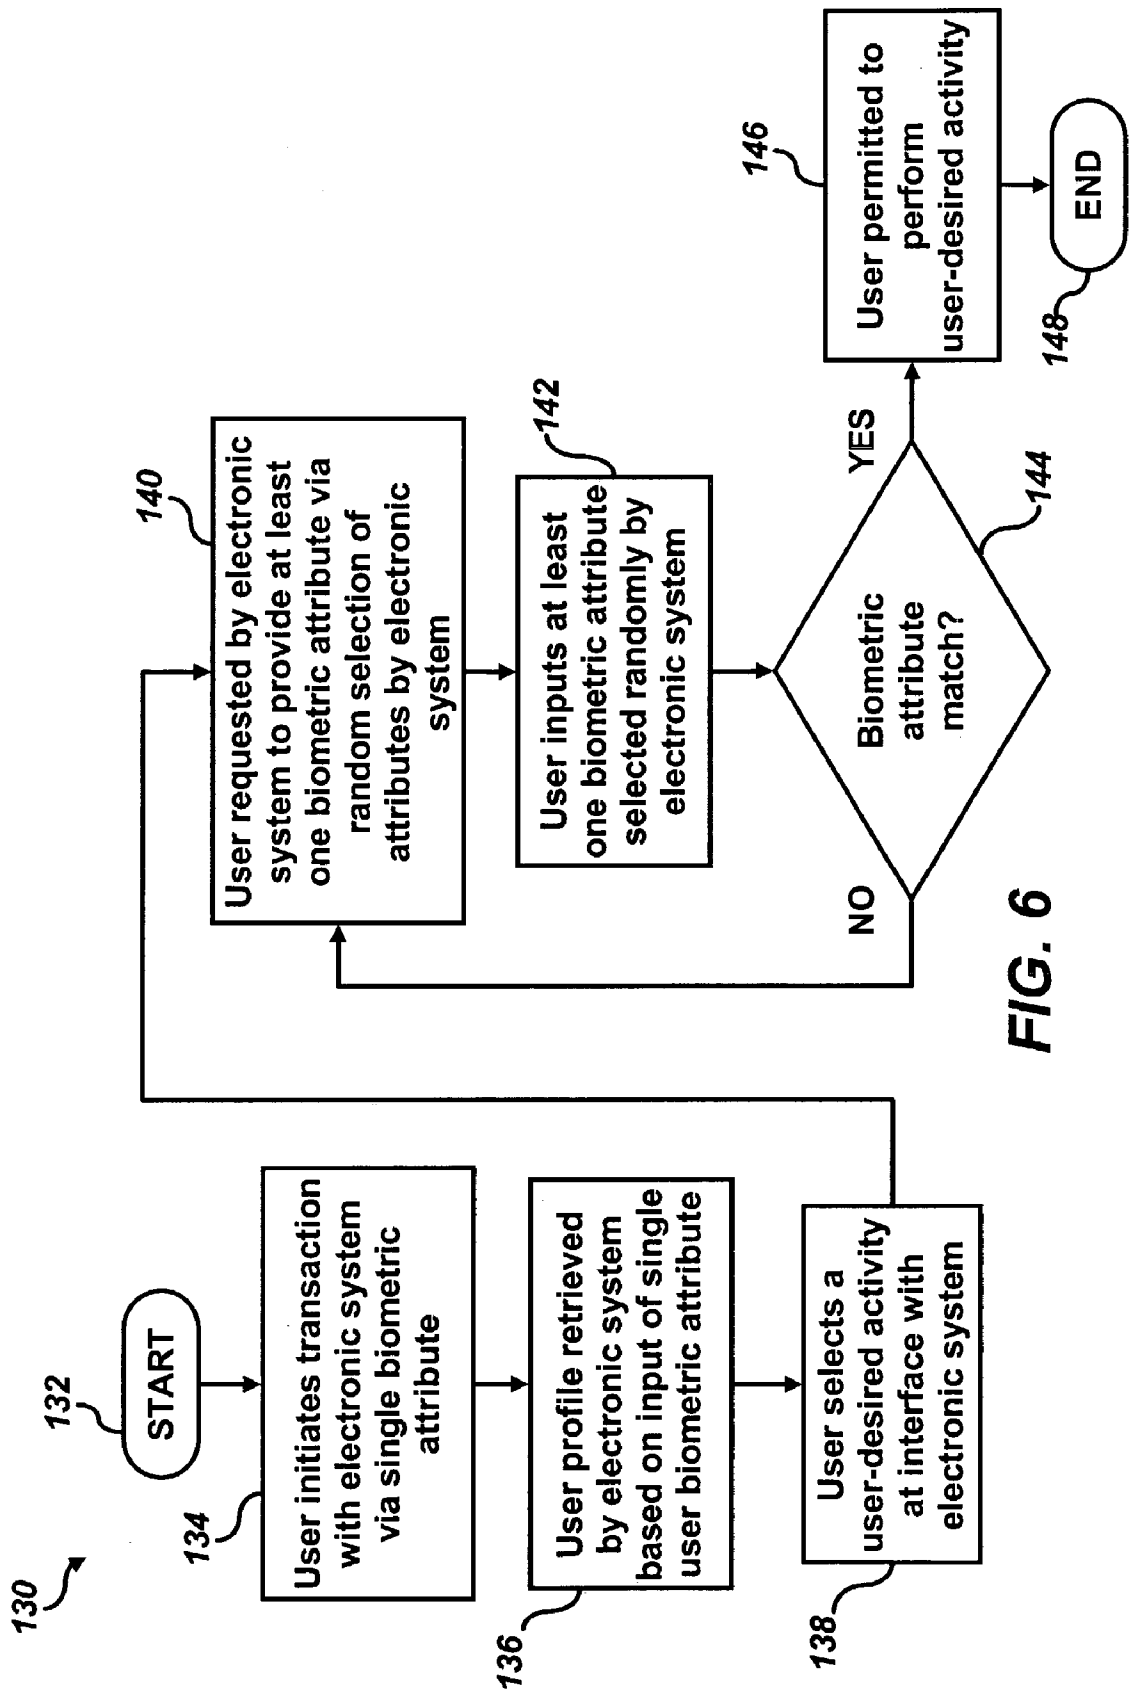 130
132
START
134
User initiates transaction
with electronic system
via single biometric
attribute
136
User profile retrieved
by electronic system
based on input of single
user biometric attribute
138
User selects a
user-desired activity
at interface with
electronic system
140
User requested by electronic
system to provide at least
one biometric attribute via
random selection of
attributes by electronic
system
142
User inputs at least
one biometric attribute
selected randomly by
electronic system
144
Biometric
attribute
match?
NO
YES
146
User permitted to
perform
user-desired activity
148
END
FIG. 6